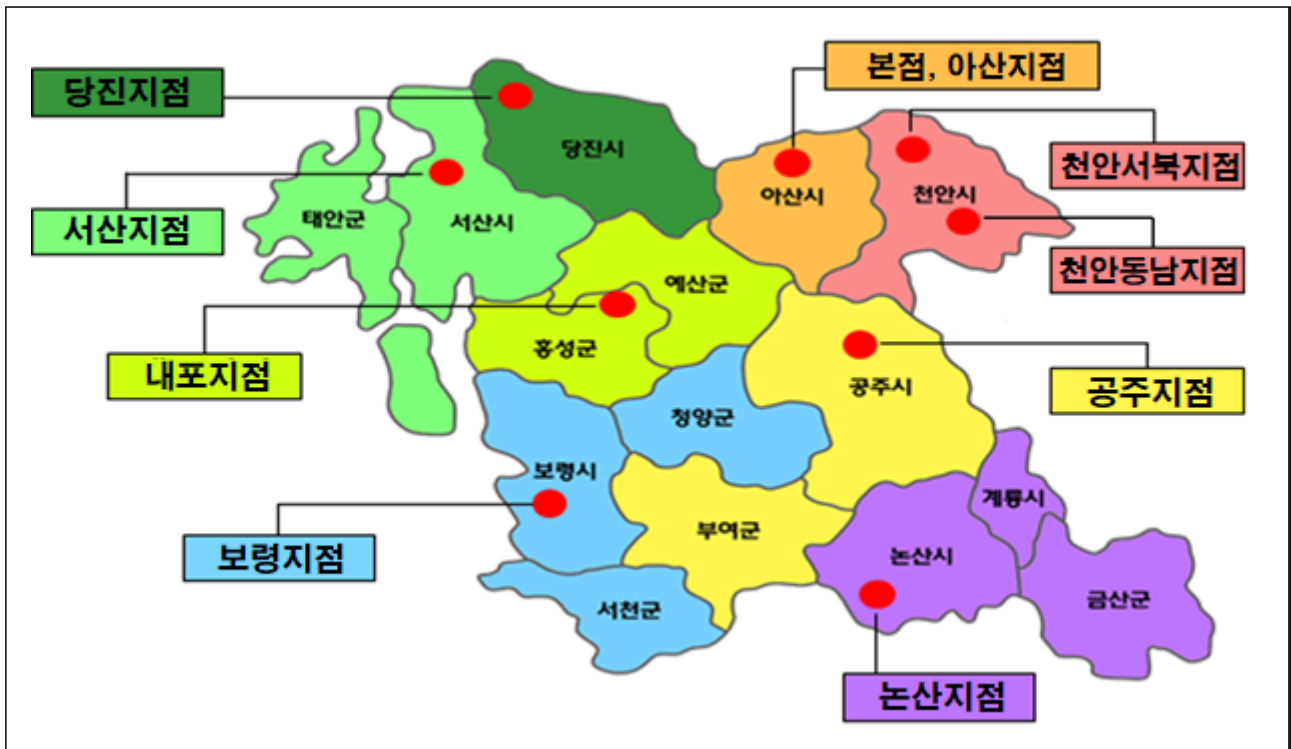 본점, 아산지점
당진지점
당진시
천안서북지점
아산시
천안시
태안군
서산시
서산지점
천안동남지점
예산군
홍성군
내포지점
공주시
공주지점
청양군
보령시
계룡시
부여군
보령지점
논산시
서천군
금산군
논산지점